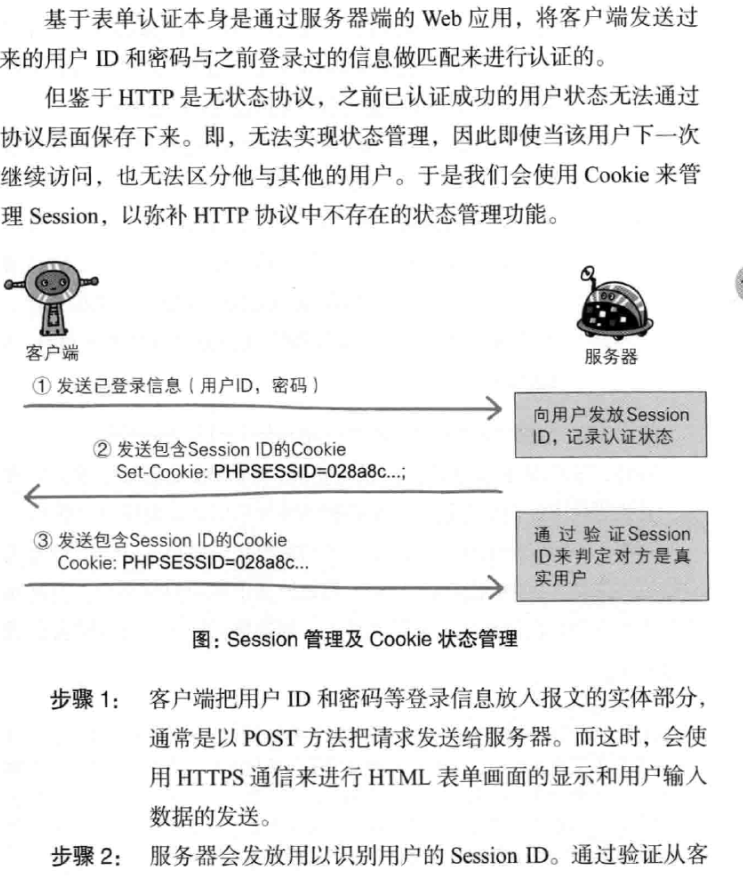 基于表单认证本身是通过服务器端的 Web 应用，将客户端发送过
来的用户 ID 和密码与之前登录过的信息做匹配来进行认证的。
但鉴于 HTTP 是无状态协议，之前已认证成功的用户状态无法通过
协议层面保存下来。即，无法实现状态管理，因此即使当该用户下一次
继续访问，也无法区分他与其他的用户。于是我们会使用 Cookie 来管
理 Session，以弥补 HTTP 协议中不存在的状态管理功能。
客户端
服务器
① 发送已登录信息（用户ID，密码）
向用户发放Session
ID，记录认证状态
② 发送包含Session ID的Cookie
Set-Cookie: PHPSESSID=028a8c...;
③ 发送包含Session ID的Cookie
Cookie: PHPSESSID=028a8c...
通过验证Session
ID来判定对方是真
实用户
图：Session 管理及 Cookie 状态管理
步骤 1： 客户端把用户 ID 和密码等登录信息放入报文的实体部分，
通常是以 POST 方法把请求发送给服务器。而这时，会使
用 HTTPS 通信来进行 HTML 表单画面的显示和用户输入
数据的发送。
步骤 2： 服务器会发放用以识别用户的 Session ID。通过验证从客